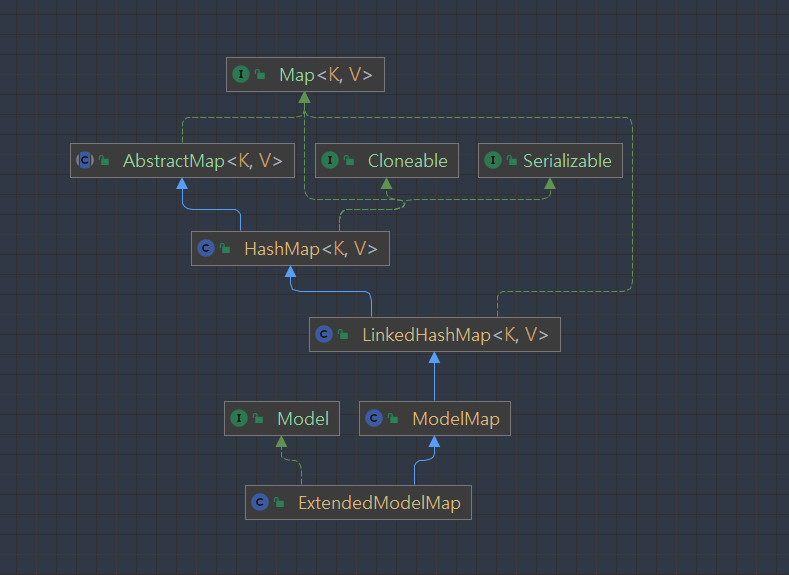 I Map<K, V>
C AbstractMap<K, V>
I Cloneable
I Serializable
C HashMap<K, V>
C LinkedHashMap<K, V>
I Model
C ModelMap
C ExtendedModelMap